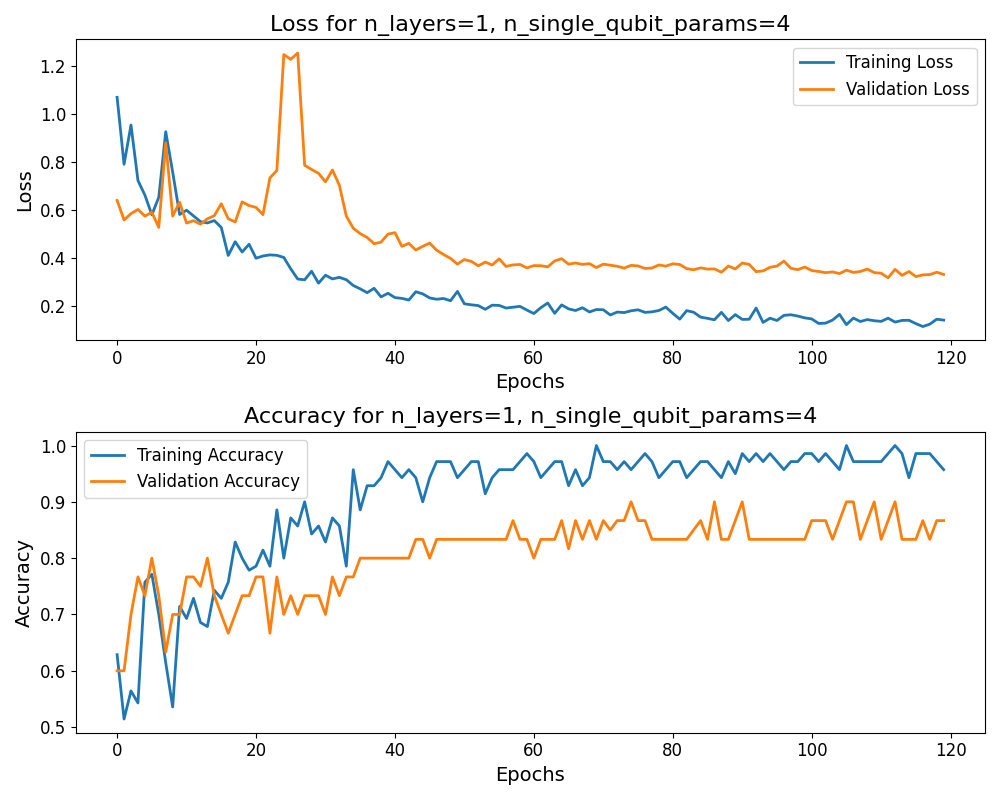 Loss for n_layers=1, n_single_qubit_params=4
Training Loss
Validation Loss
1.2
1.0
0.8
0.6
0.4
0.2
Loss
0 20 40 60 80 100 120
Epochs
Accuracy for n_layers=1, n_single_qubit_params=4
Training Accuracy
Validation Accuracy
1.0
0.9
0.8
0.7
0.6
0.5
Accuracy
0 20 40 60 80 100 120
Epochs